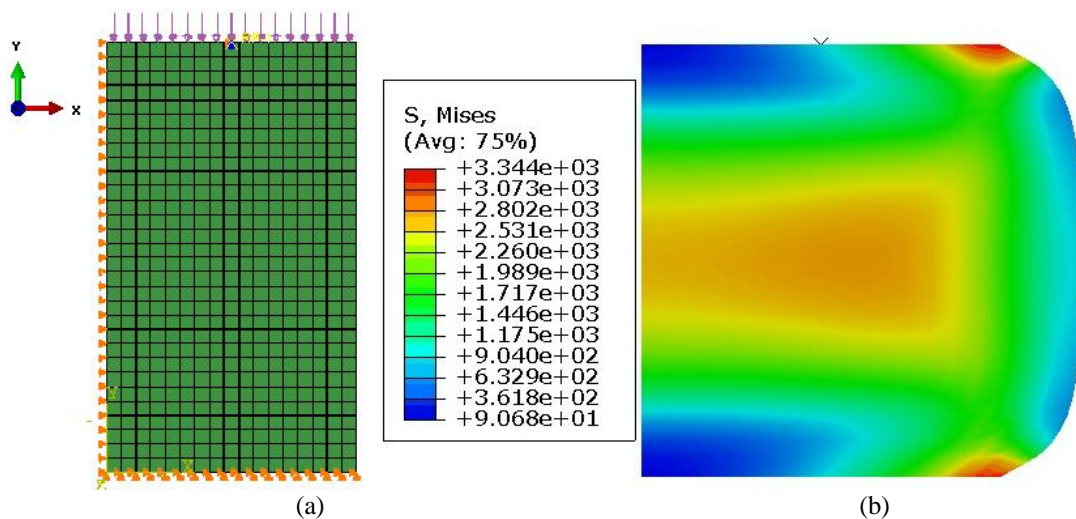 Y
X
S, Mises
(Avg: 75%)
+3.344e+03
+3.073e+03
+2.802e+03
+2.531e+03
+2.260e+03
+1.989e+03
+1.717e+03
+1.446e+03
+1.175e+03
+9.040e+02
+6.329e+02
+3.618e+02
+9.068e+01
Y
X
(a)
(b)